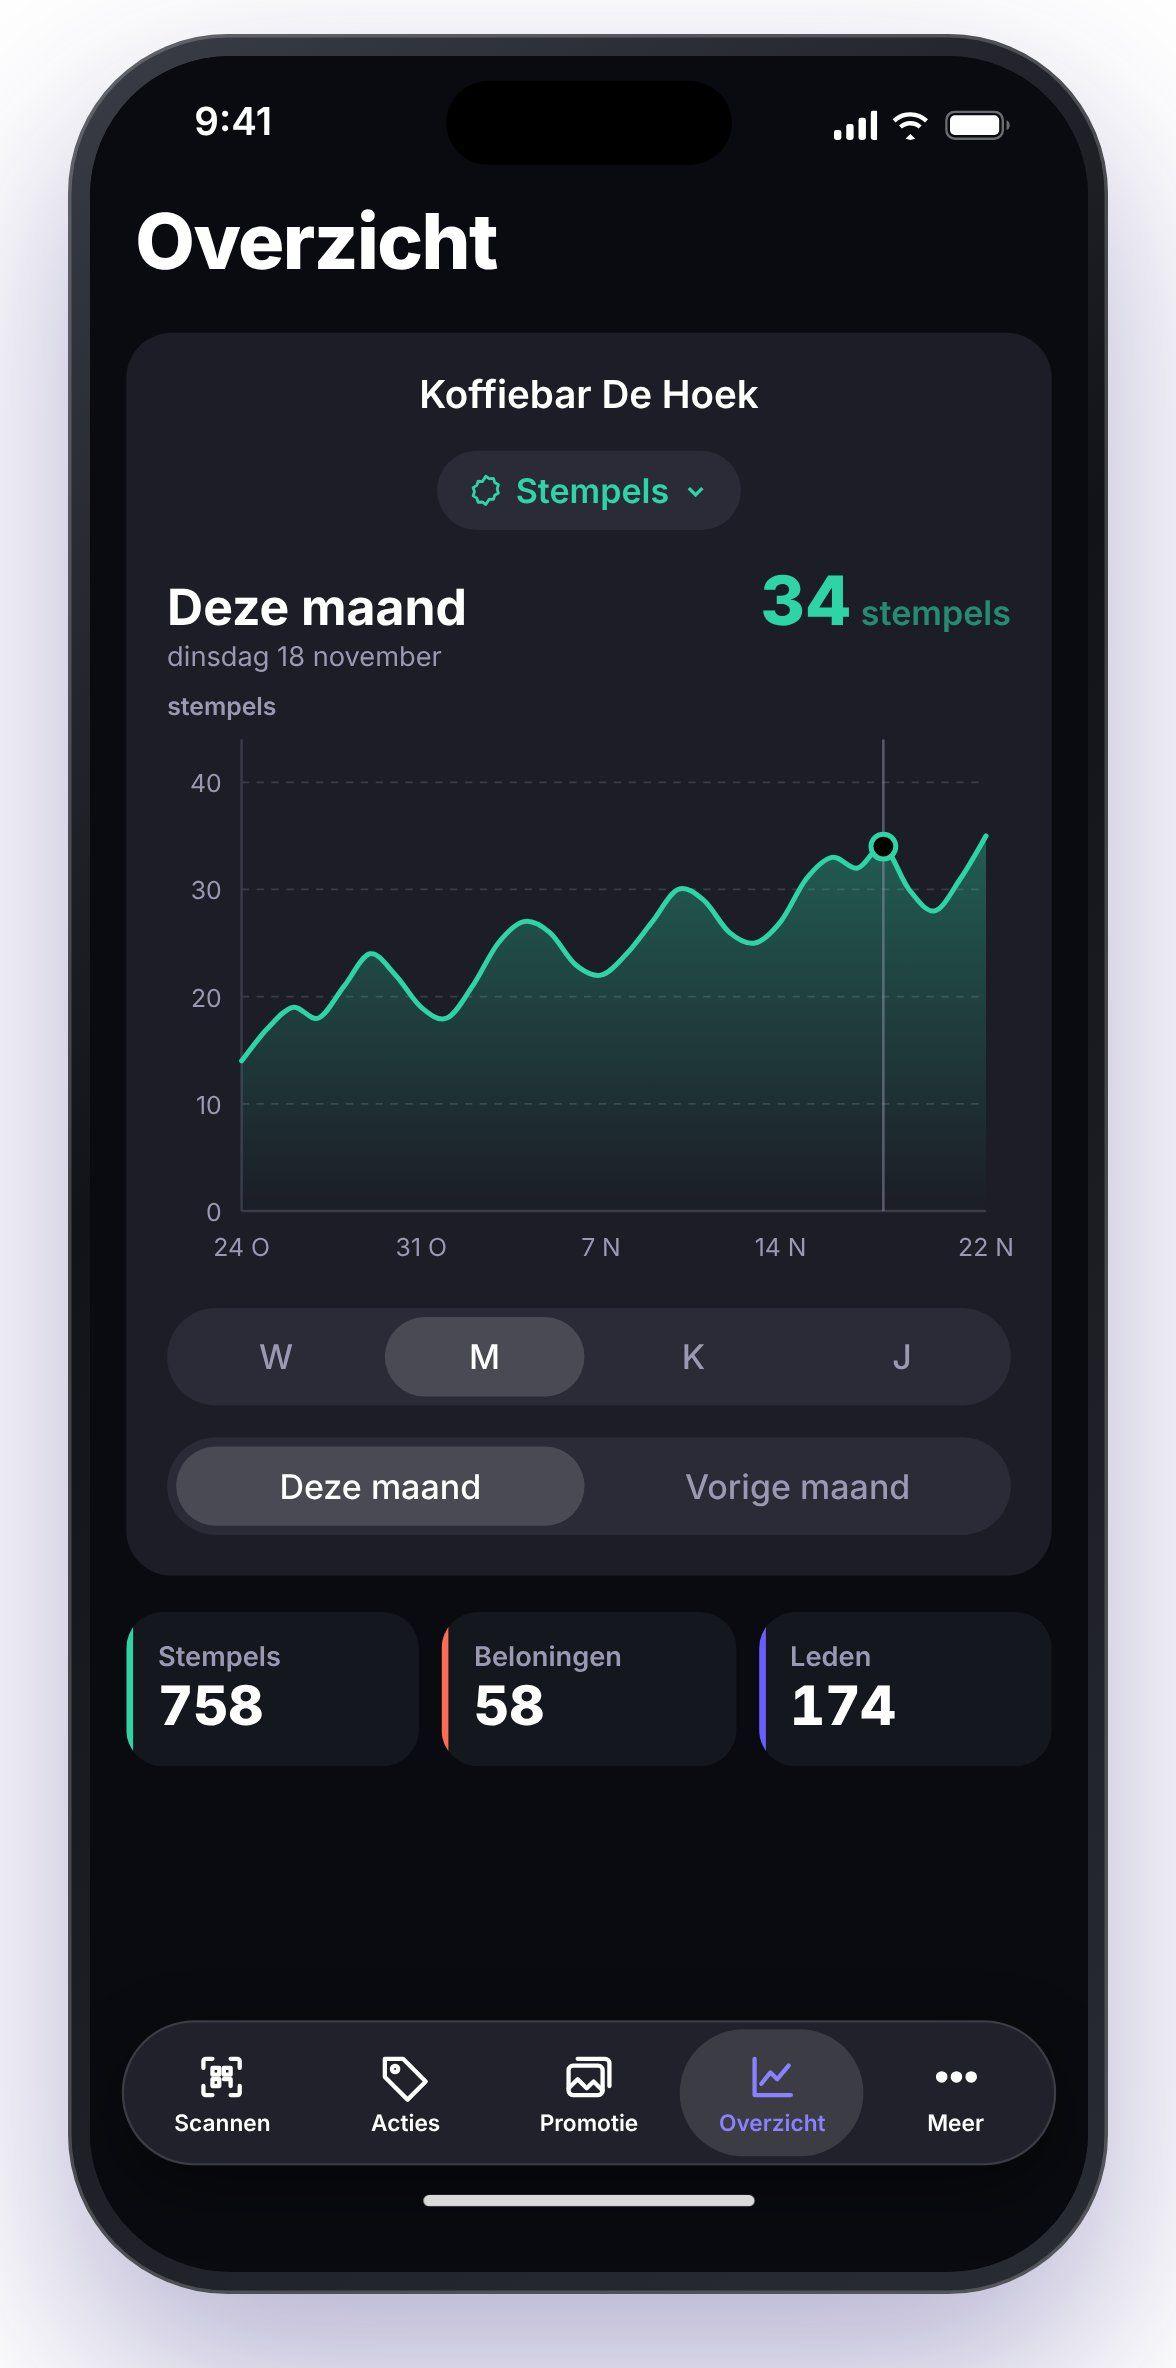 9:41
Overzicht
Koffiebar De Hoek
Stempels
Deze maand
34 stempels
dinsdag 18 november
stempels
40
30
20
10
0
24 O 31 O 7 N 14 N 22 N
W M K J
Deze maand Vorige maand
Stempels Beloningen Leden
758 58 174
Scannen Acties Promotie Overzicht Meer